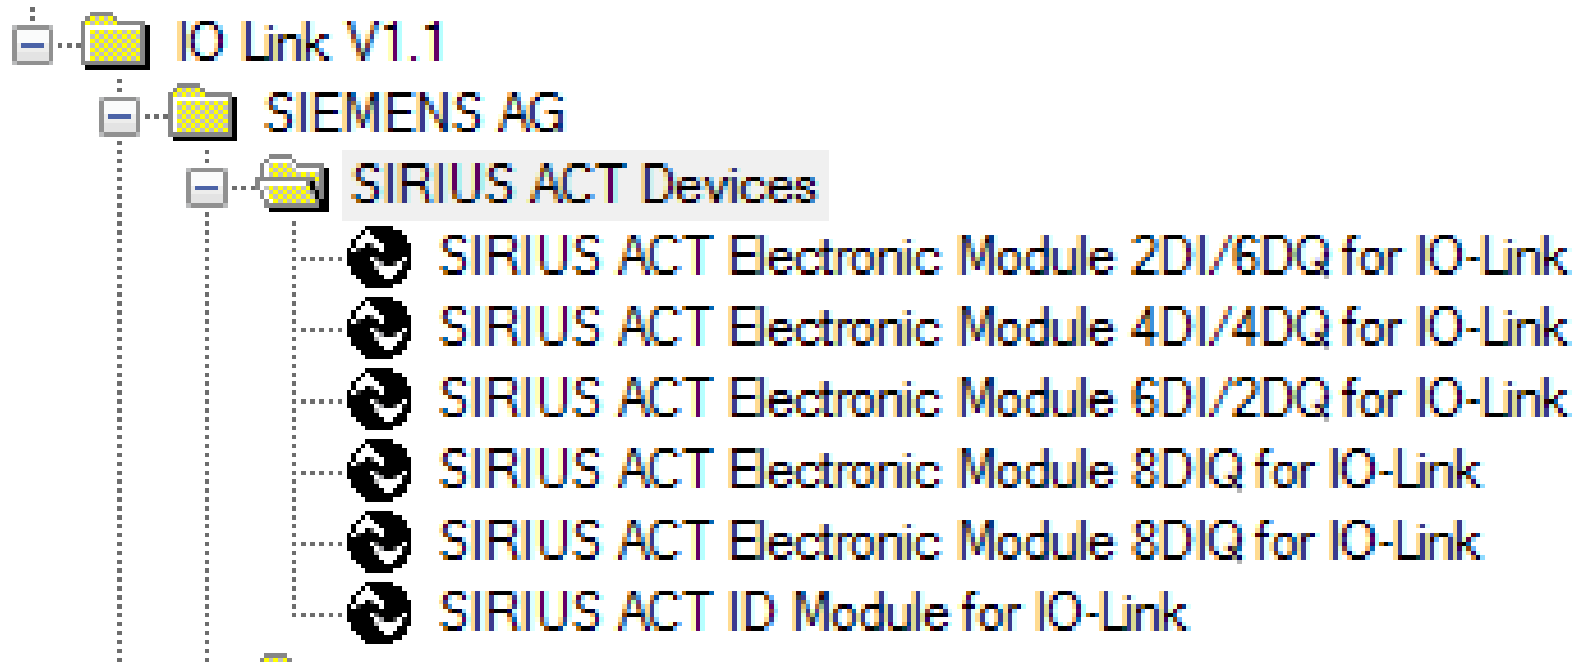 IO Link V1.1
SIEMENS AG
SIRIUS ACT Devices
SIRIUS ACT Electronic Module 2DI/6DQ for IO-Link
SIRIUS ACT Electronic Module 4DI/4DQ for IO-Link
SIRIUS ACT Electronic Module 6DI/2DQ for IO-Link
SIRIUS ACT Electronic Module 8DIQ for IO-Link
SIRIUS ACT Electronic Module 8DIQ for IO-Link
SIRIUS ACT ID Module for IO-Link